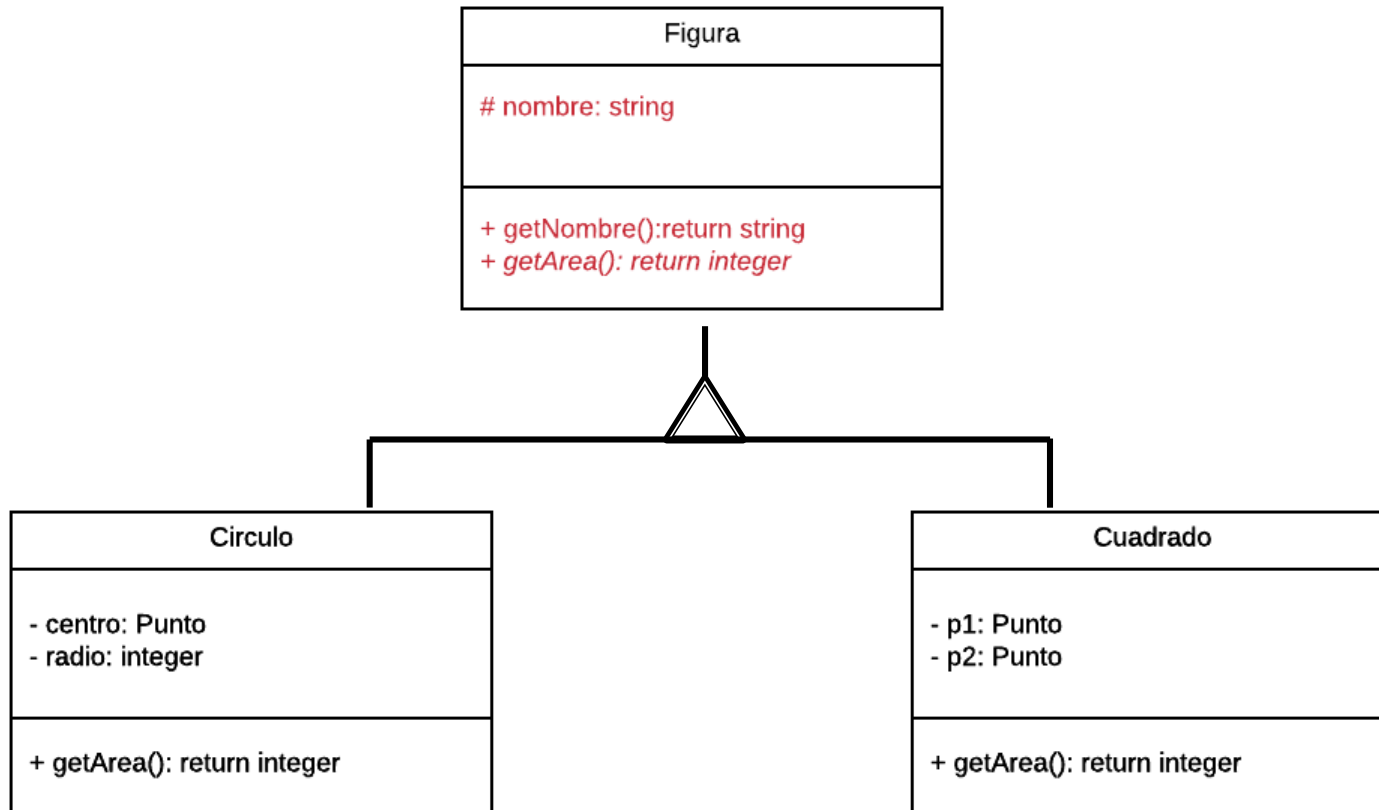 Figura
# nombre: string
+ getNombre():return string
+ getArea(): return integer
Circulo
- centro: Punto
- radio: integer
+ getArea(): return integer
Cuadrado
- p1: Punto
- p2: Punto
+ getArea(): return integer